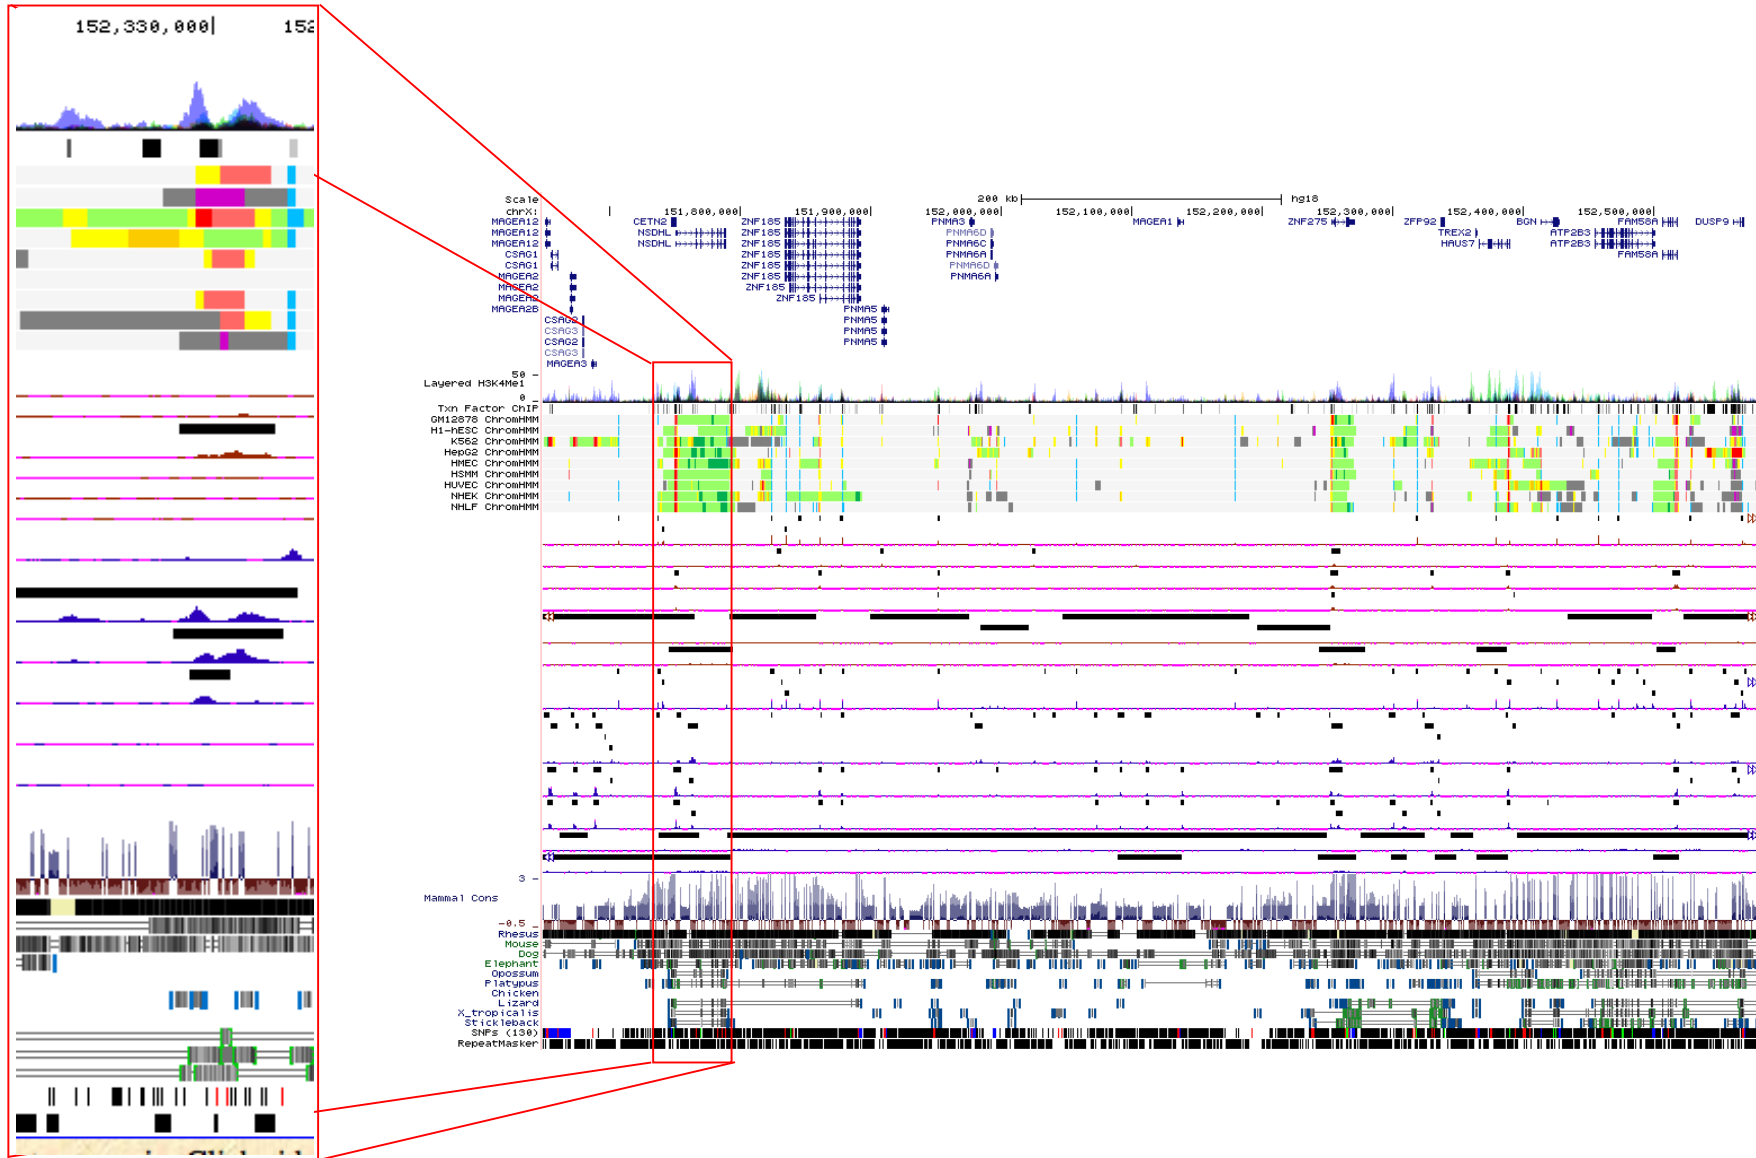 152,330,000|
152
Scale
200 kb
hg18
chrX:
151,800,000|
151,900,000|
152,000,000|
152,100,000|
152,200,000|
152,300,000|
152,400,000|
152,500,000|
MAGEA12 CETN2 ZNF185 PNMA3 MAGEA1 ZNF275 ZFP92 BGN FAM58A DUSP9
MAGEA12 NSDHL ZNF185 PNMA6D TREX2 ATP2B3
MAGEA12 NSDHL ZNF185 PNMA6C HAUS7 ATP2B3
CSAG1 ZNF185 PNMA6A FAM58A
CSAG1 ZNF185 PNMA6D
MAGEA2 ZNF185 PNMA6A
MAGEA2 ZNF185
MAGEA2 ZNF185
MAGEA2B PNMA5
CSAG2 PNMA5
CSAG3 PNMA5
CSAG2 PNMA5
CSAG3
MAGEA3
50 _
Layered H3K4Me1
0 _
Txn Factor ChIP
GM12878 ChromHMM
H1-hESC ChromHMM
K562 ChromHMM
HepG2 ChromHMM
HMEC ChromHMM
HSMM ChromHMM
HUVEC ChromHMM
NHEK ChromHMM
NHLF ChromHMM
3 _
Mammal Cons
-0.5 _
Rhesus
Mouse
Dog
Elephant
Opossum
Platypus
Chicken
Lizard
X_tropicalis
Stickleback
SNPs (130)
RepeatMasker